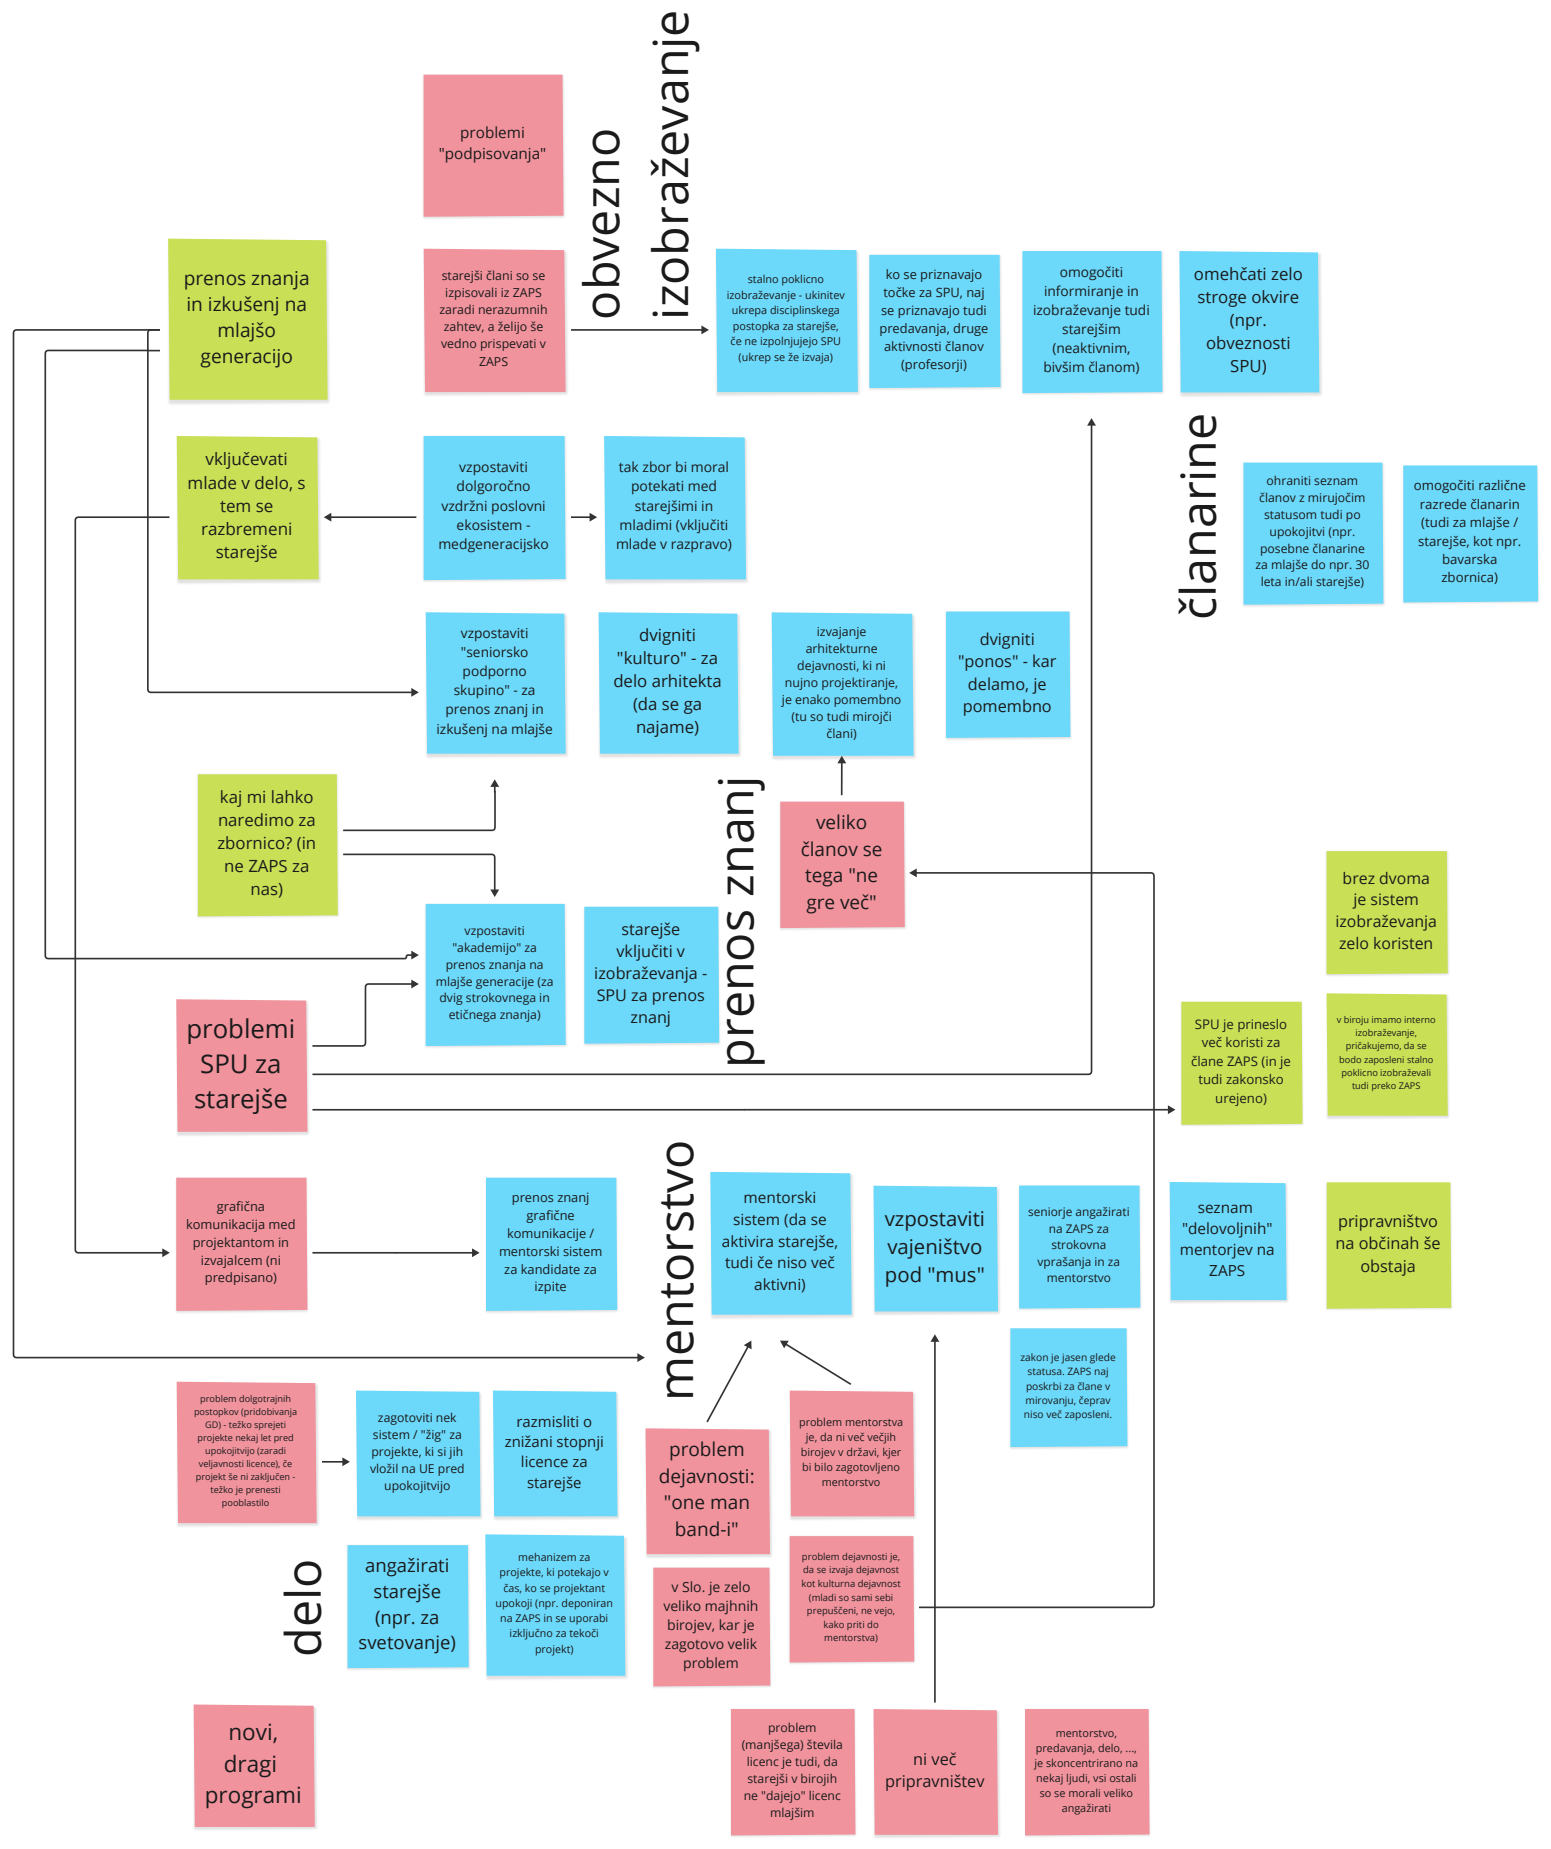 obvezno
izobraževanje
problemi
"podpisovanja"
prenos znanja
in izkušenj na
mlajšo
generacijo
starejši člani so se
izpisovali iz ZAPS
zaradi nerazumnih
zahtev, a želijo še
vedno prispevati v
ZAPS
stalno poklicno
izobraževanje - ukinitev
ukrepa disciplinskega
postopka za starejše,
če ne izpolnjujejo SPU
(ukrep se že izvaja)
ko se priznavajo
točke za SPU, naj
se priznavajo tudi
predavanja, druge
aktivnosti članov
(profesorji)
omogočiti
informiranje in
izobraževanje tudi
starejšim
(neaktivnim,
bivšim članom)
omehčati zelo
stroge okvire
(npr.
obveznosti
SPU)
vključevati
mlade v delo, s
tem se
razbremeni
starejše
vzpostaviti
dolgoročno
vzdržni poslovni
ekosistem -
medgeneracijsko
tak zbor bi moral
potekati med
starejšimi in
mladimi (vključiti
mlade v razpravo)
članarine
ohraniti seznam
članov z mirujočim
statusom tudi po
upokojitvi (npr.
posebne članarine
za mlajše do npr. 30
leta in/ali starejše)
omogočiti različne
razrede članarin
(tudi za mlajše /
starejše, kot npr.
bavarska
zbornica)
vzpostaviti
"seniorsko
podporno
skupino" - za
prenos znanj in
izkušenj na mlajše
dvigniti
"kulturo" - za
delo arhitekta
(da se ga
najame)
izvajanje
arhitekturne
dejavnosti, ki ni
nujno projektiranje,
je enako pomembno
(tu so tudi mirojči
člani)
dvigniti
"ponos" - kar
delamo, je
pomembno
kaj mi lahko
naredimo za
zbornico? (in
ne ZAPS za
nas)
prenos znanj
veliko
članov se
tega "ne
gre več"
vzpostaviti
"akademijo" za
prenos znanja na
mlajše generacije (za
dvig strokovnega in
etičnega znanja)
starejše
vključiti v
izobraževanja -
SPU za prenos
znanj
brez dvoma
je sistem
izobraževanja
zelo koristen
problemi
SPU za
starejše
SPU je prineslo
več koristi za
člane ZAPS (in je
tudi zakonsko
urejeno)
v biroju imamo interno
izobraževanje,
pričakujemo, da se
bodo zaposleni stalno
poklicno izobraževali
tudi preko ZAPS
grafična
komunikacija med
projektantom in
izvajalcem (ni
predpisano)
prenos znanj
grafične
komunikacije /
mentorski sistem
za kandidate za
izpite
mentorstvo
mentorski
sistem (da se
aktivira starejše,
tudi če niso več
aktivni)
vzpostaviti
vajeništvo
pod "mus"
seniorje angažirati
na ZAPS za
strokovna
vprašanja in za
mentorstvo
seznam
"delovoljnih"
mentorjev na
ZAPS
pripravništvo
na občinah še
obstaja
zakon je jasen glede
statusa. ZAPS naj
poskrbi za člane v
mirovanju, čeprav
niso več zaposleni.
problem dolgotrajnih
postopkov (pridobivanja
GD) - težko sprejeti
projekte nekaj let pred
upokojitvijo (zaradi
veljavnosti licence), če
projekt še ni zaključen -
težko je prenesti
pooblastilo
zagotoviti nek
sistem / "žig" za
projekte, ki si jih
vložil na UE pred
upokojitvijo
razmisliti o
znižani stopnji
licence za
starejše
problem
dejavnosti:
"one man
band-i"
problem mentorstva
je, da ni več večjih
birojev v državi, kjer
bi bilo zagotovljeno
mentorstvo
delo
angažirati
starejše
(npr. za
svetovanje)
mehanizem za
projekte, ki potekajo v
čas, ko se projektant
upokoji (npr. deponiran
na ZAPS in se uporabi
izključno za tekoči
projekt)
v Slo. je zelo
veliko majhnih
birojev, kar je
zagotovo velik
problem
problem dejavnosti je,
da se izvaja dejavnost
kot kulturna dejavnost
(mladi so sami sebi
prepuščeni, ne vejo,
kako priti do
mentorstva)
novi,
dragi
programi
problem
(manjšega) števila
licenc je tudi, da
starejši v birojih
ne "dajejo" licenc
mlajšim
ni več
pripravništev
mentorstvo,
predavanja, delo, ...,
je skoncentrirano na
nekaj ljudi, vsi ostali
so se morali veliko
angažirati